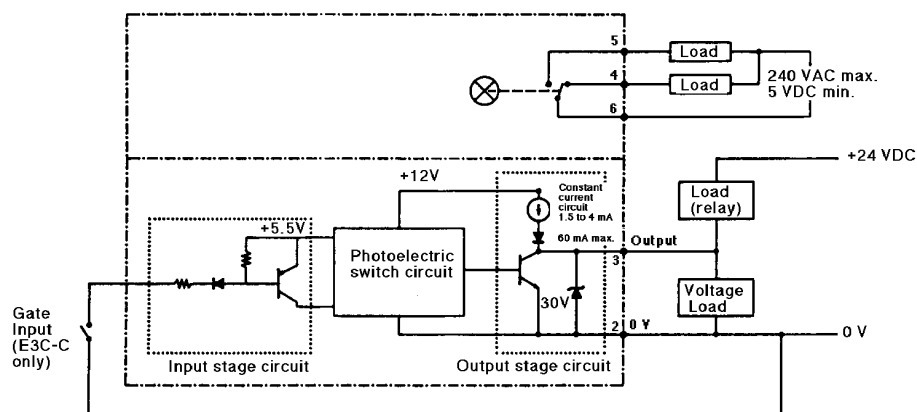 5
Load
4
Load
6
240 VAC max.
5 VDC min.
+24 VDC
+12V
Constant
current
circuit
1.5 to 4 mA
Load
(relay)
+5.5V
60 mA max.
Output
3
Photoelectric
switch circuit
Voltage
Load
30V
2
0 V
0 V
Gate
Input
(E3C-C
only)
Input stage circuit
Output stage circuit